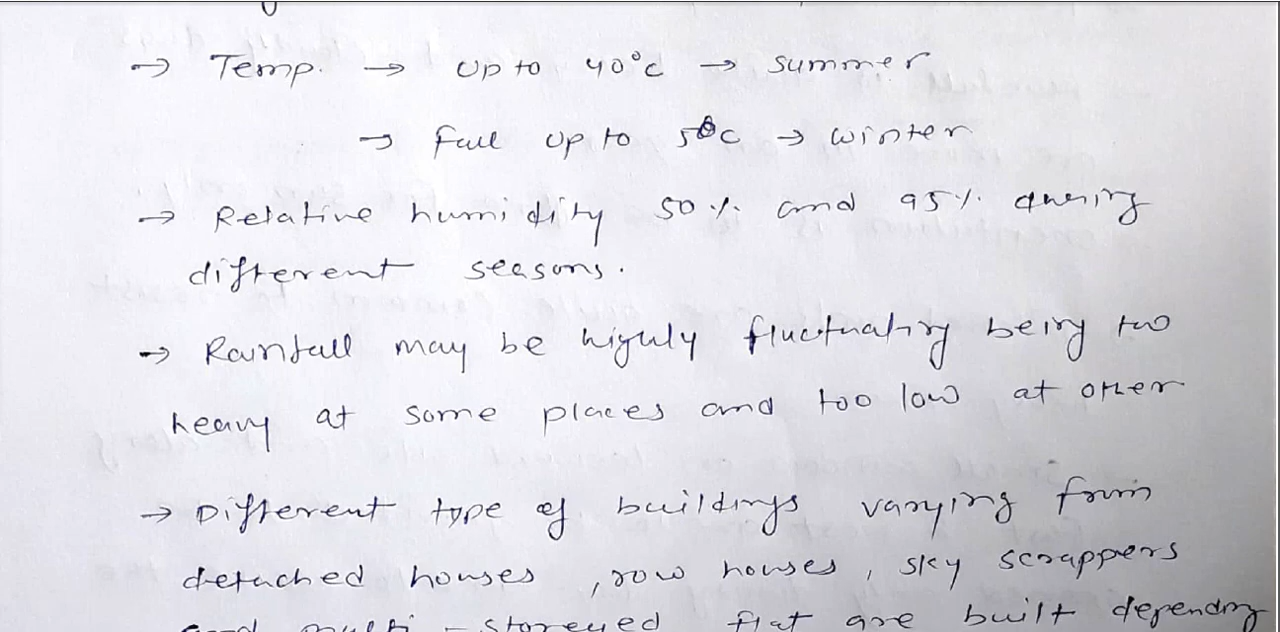 → Temp. → Up to 40°c → summer
→ fall up to 5°c → winter
→ Relative humidity 50 % and 95 % during
different seasons.
→ Rainfall may be highly fluctuating being too
heavy at some places and too low at other
→ Different type of buildings varying from
detached houses , row houses , sky scrappers
and multi - storeyed flat are built depending